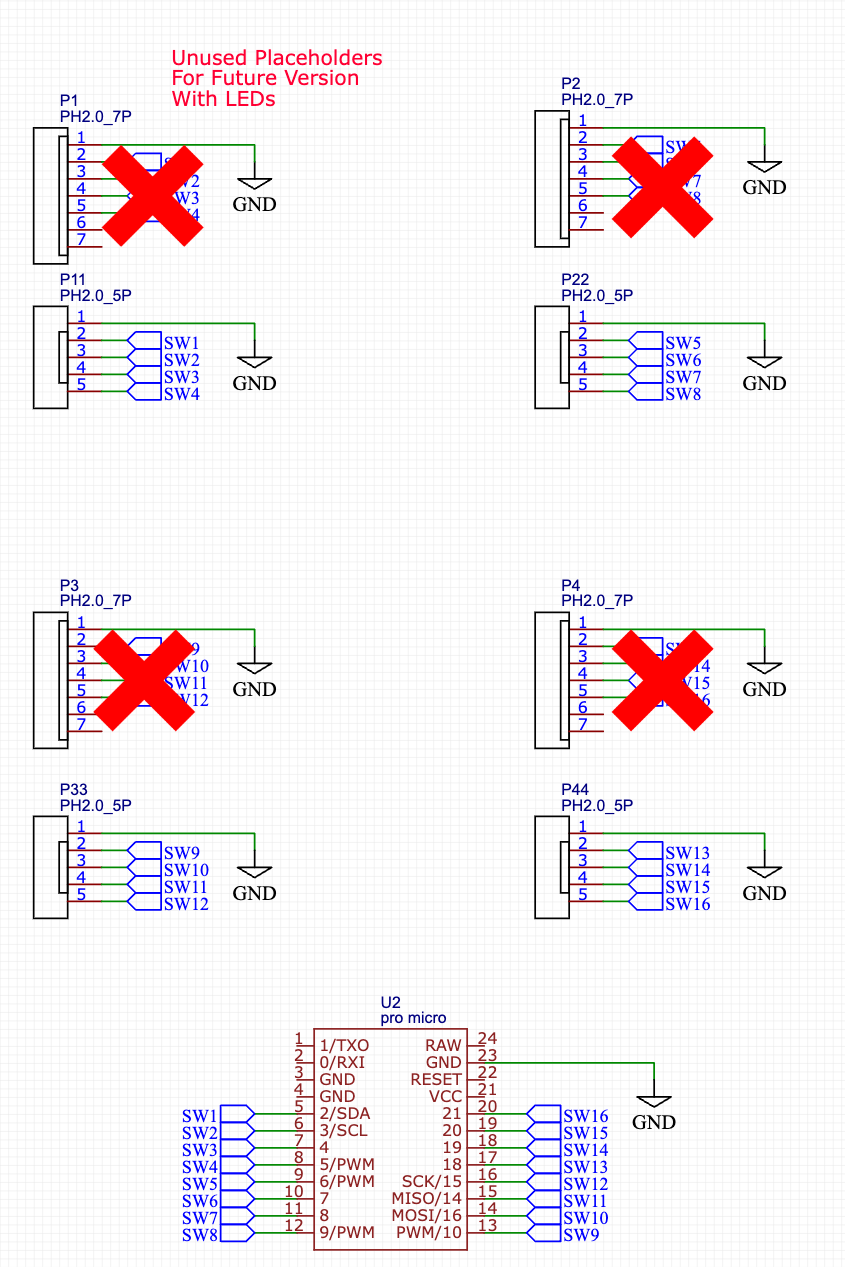 Unused Placeholders
For Future Version
With LEDs
P1
PH2.0_7P
1
2
3
4
5
6
7
SW3
GND
P2
PH2.0_7P
1
2
3
4
5
6
7
GND
P11
PH2.0_5P
1
2
3
4
5
SW1
SW2
SW3
SW4
GND
P22
PH2.0_5P
1
2
3
4
5
SW5
SW6
SW7
SW8
GND
P3
PH2.0_7P
1
2
3
4
5
6
7
SW10
SW11
SW12
GND
P4
PH2.0_7P
1
2
3
4
5
6
7
GND
P33
PH2.0_5P
1
2
3
4
5
SW9
SW10
SW11
SW12
GND
P44
PH2.0_5P
1
2
3
4
5
SW13
SW14
SW15
SW16
GND
U2
pro micro
1 1/TXO RAW 24
2 0/RXI GND 23
3 GND RESET 22
4 GND VCC 21
SW1 5 2/SDA 21 20 SW16
SW2 6 3/SCL 20 19 SW15
SW3 7 4 19 18 SW14
SW4 8 5/PWM 18 17 SW13
SW5 9 6/PWM SCK/15 16 SW12
SW6 10 7 MISO/14 15 SW11
SW7 11 8 MOSI/16 14 SW10
SW8 12 9/PWM PWM/10 13 SW9
GND